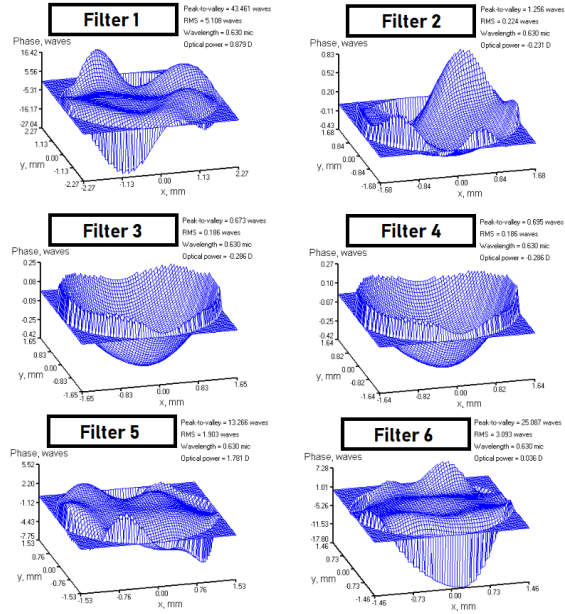 Filter 1
Peak-to-valley = 43.461 waves
RMS = 5.108 waves
Wavelength = 0.630 mic
Optical power = 0.879 D
Phase, waves
16.42
5.56
-5.31
-16.17
-27.04
2.27
1.13
0.00
-1.13
-2.27
y, mm
-2.27
-1.13
0.00
1.13
2.27
x, mm
Filter 2
Peak-to-valley = 1.256 waves
RMS = 0.224 waves
Wavelength = 0.630 mic
Optical power = -0.231 D
Phase, waves
0.83
0.52
0.20
-0.11
-0.43
1.68
0.84
0.00
-0.84
-1.68
y, mm
-1.68
-0.84
0.00
0.84
1.68
x, mm
Filter 3
Peak-to-valley = 0.673 waves
RMS = 0.186 waves
Wavelength = 0.630 mic
Optical power = -0.286 D
Phase, waves
0.25
0.08
-0.09
-0.25
-0.42
1.65
0.83
0.00
-0.83
-1.65
y, mm
-1.65
-0.83
0.00
0.83
1.65
x, mm
Filter 4
Peak-to-valley = 0.695 waves
RMS = 0.186 waves
Wavelength = 0.630 mic
Optical power = -0.286 D
Phase, waves
0.27
0.10
-0.07
-0.25
-0.42
1.64
0.82
0.00
-0.82
-1.64
y, mm
-1.64
-0.82
0.00
0.82
1.64
x, mm
Filter 5
Peak-to-valley = 13.266 waves
RMS = 1.903 waves
Wavelength = 0.630 mic
Optical power = 1.781 D
Phase, waves
5.52
2.20
-1.12
-4.43
-7.75
1.53
0.76
0.00
-0.76
-1.53
y, mm
-1.53
-0.76
0.00
0.76
1.53
x, mm
Filter 6
Peak-to-valley = 25.087 waves
RMS = 3.093 waves
Wavelength = 0.630 mic
Optical power = 0.036 D
Phase, waves
7.28
1.01
-5.26
-11.53
-17.80
1.46
0.73
0.00
-0.73
-1.46
y, mm
-1.46
-0.73
0.00
0.73
1.46
x, mm